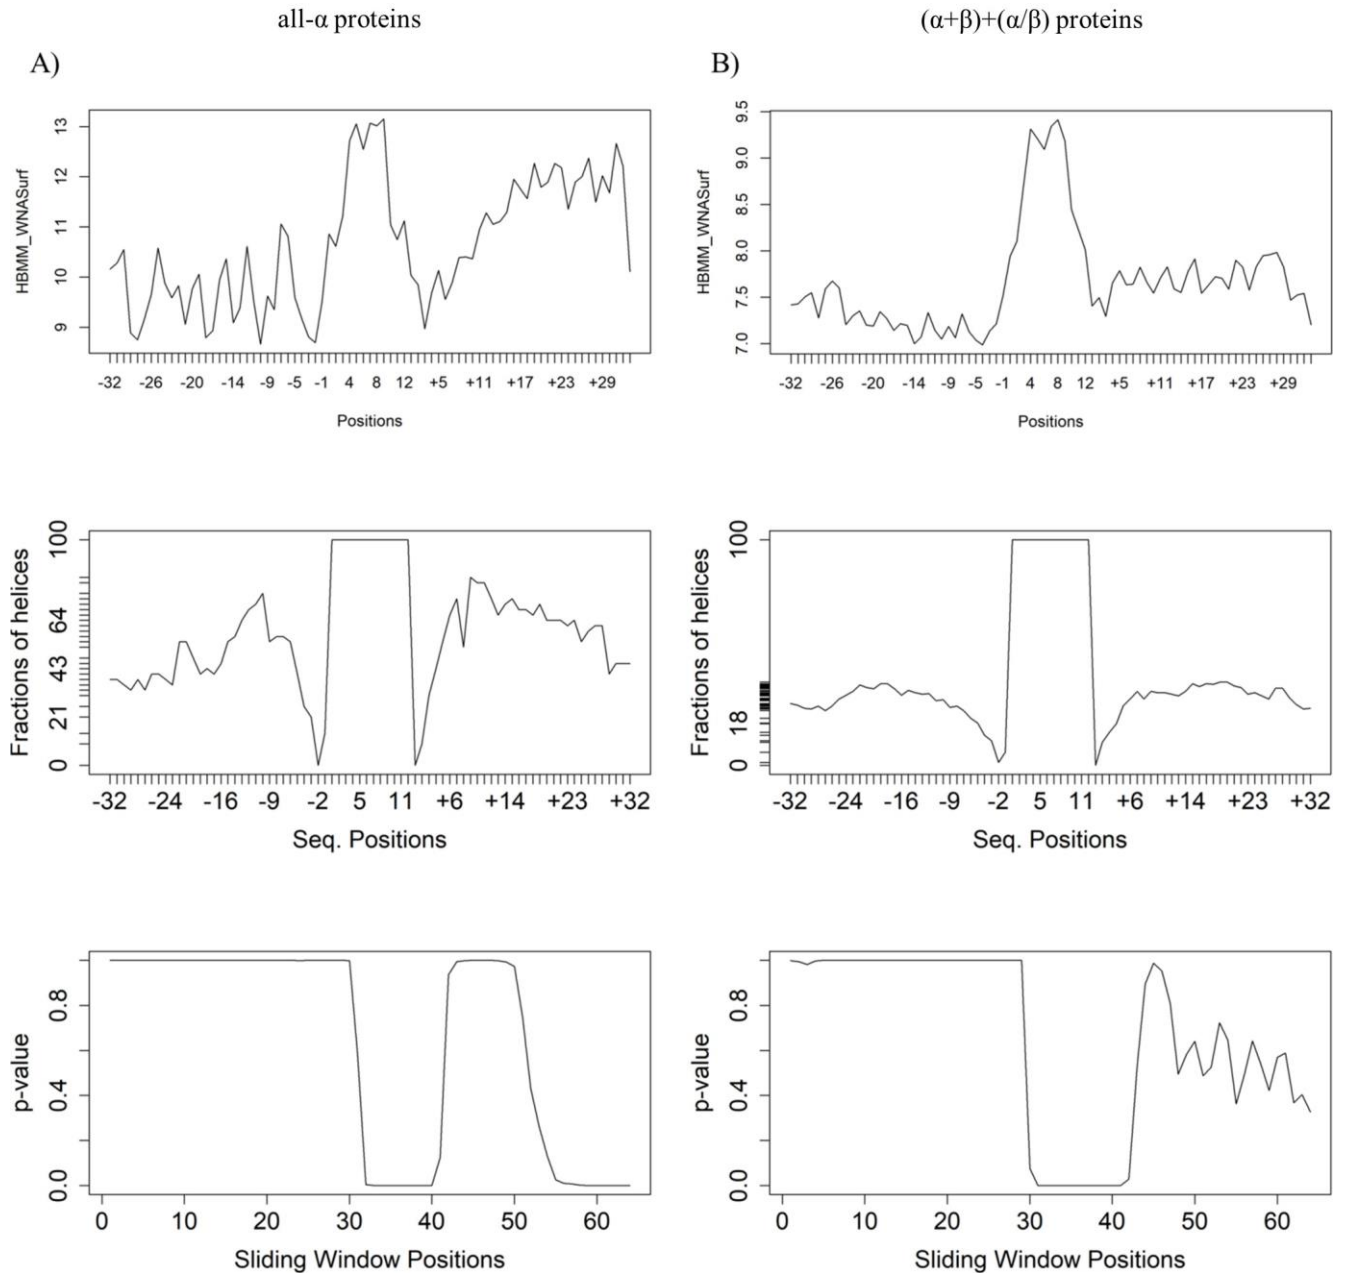 all-α proteins
(α+β)+(α/β) proteins
A)
B)
HBMM_WNASurf
13
12
11
10
9
-32 -26 -20 -14 -9 -5 -1 4 8 12 +5 +11 +17 +23 +29
Positions
HBMM_WNASurf
9.5
9.0
8.5
8.0
7.5
7.0
-32 -26 -20 -14 -9 -5 -1 4 8 12 +5 +11 +17 +23 +29
Positions
Fractions of helices
100
64
43
21
0
-32 -24 -16 -9 -2 5 11 +6 +14 +23 +32
Seq. Positions
Fractions of helices
100
18
0
-32 -24 -16 -9 -2 5 11 +6 +14 +23 +32
Seq. Positions
p-value
0.8
0.4
0.0
0 10 20 30 40 50 60
Sliding Window Positions
p-value
0.8
0.4
0.0
0 10 20 30 40 50 60
Sliding Window Positions